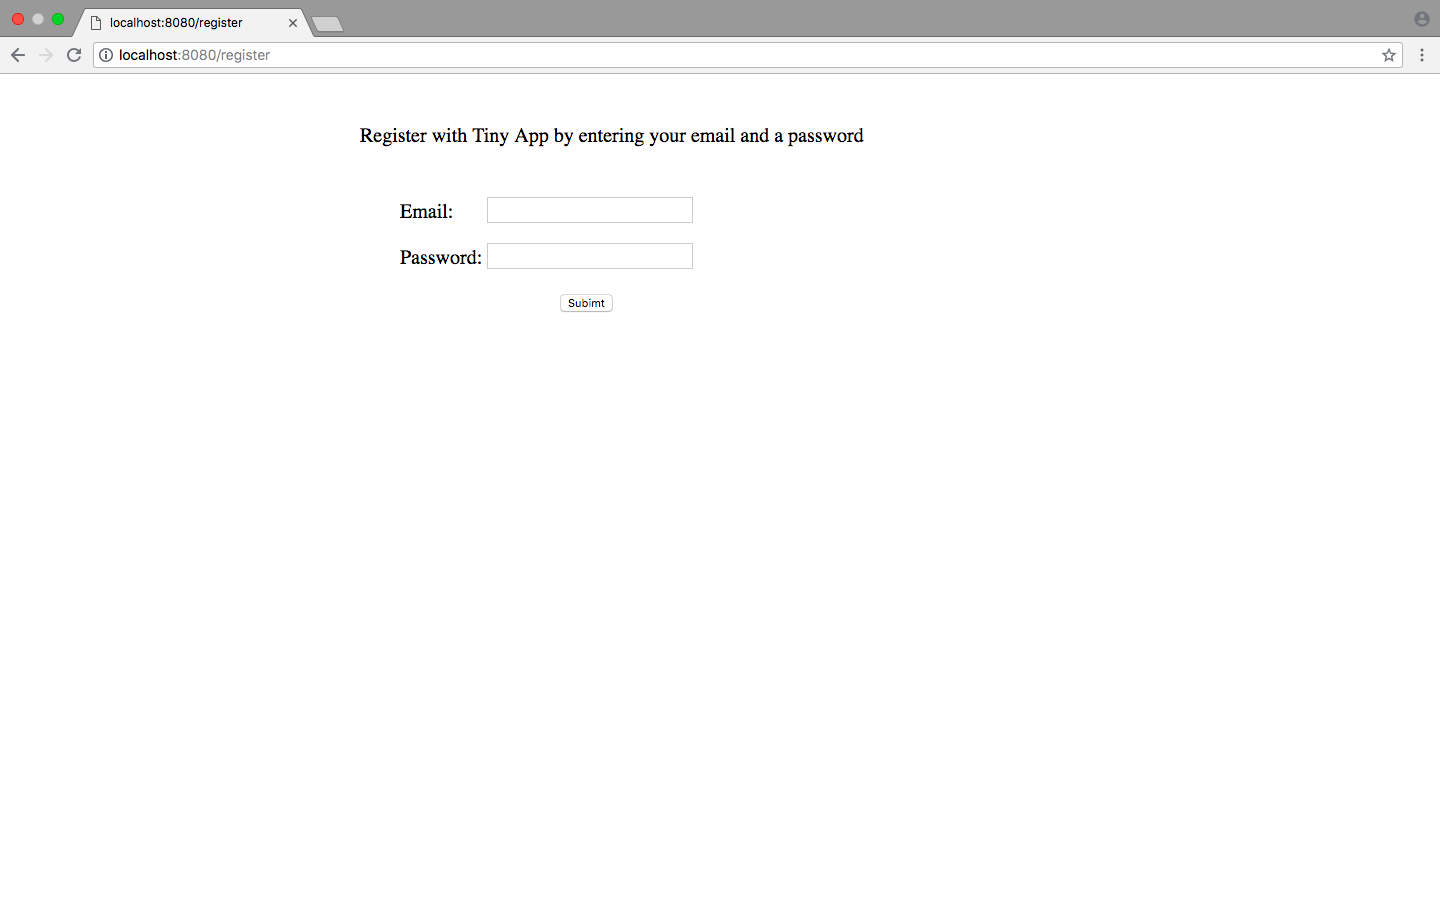 localhost:8080/register
localhost:8080/register
Register with Tiny App by entering your email and a password
Email:
Password:
Subimt